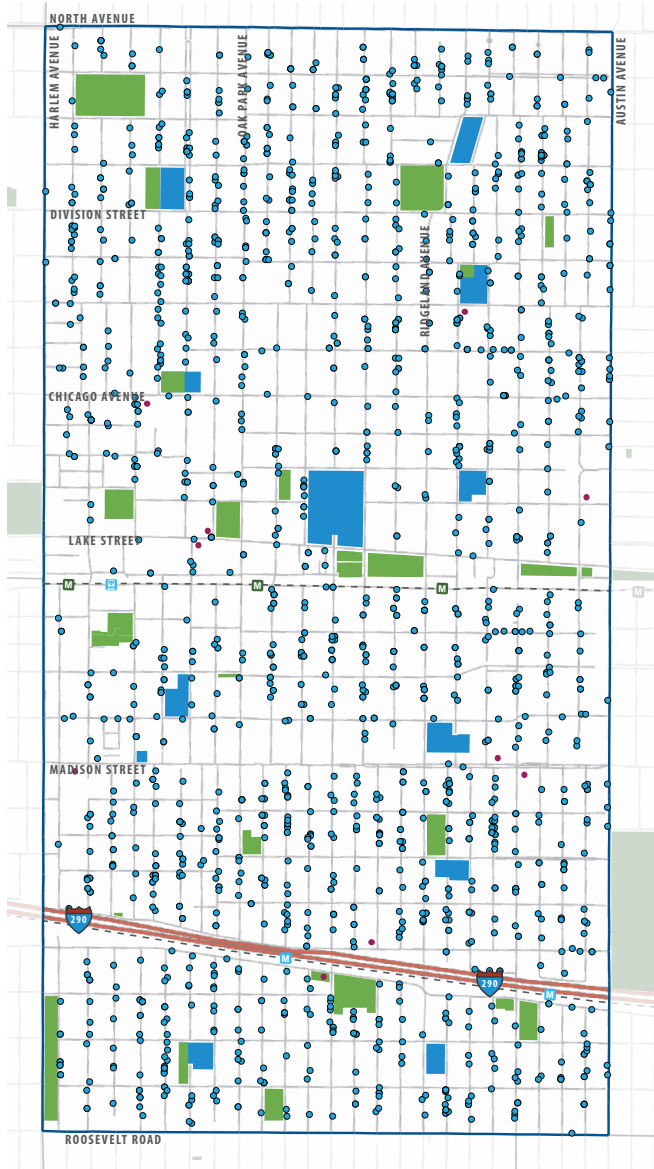 NORTH AVENUE
HARLEM AVENUE
OAK PARK AVENUE
AUSTIN AVENUE
DIVISION STREET
RIDGELAND AVENUE
CHICAGO AVENUE
LAKE STREET
M
M
M
M
MADISON STREET
290
M
290
M
ROOSEVELT ROAD